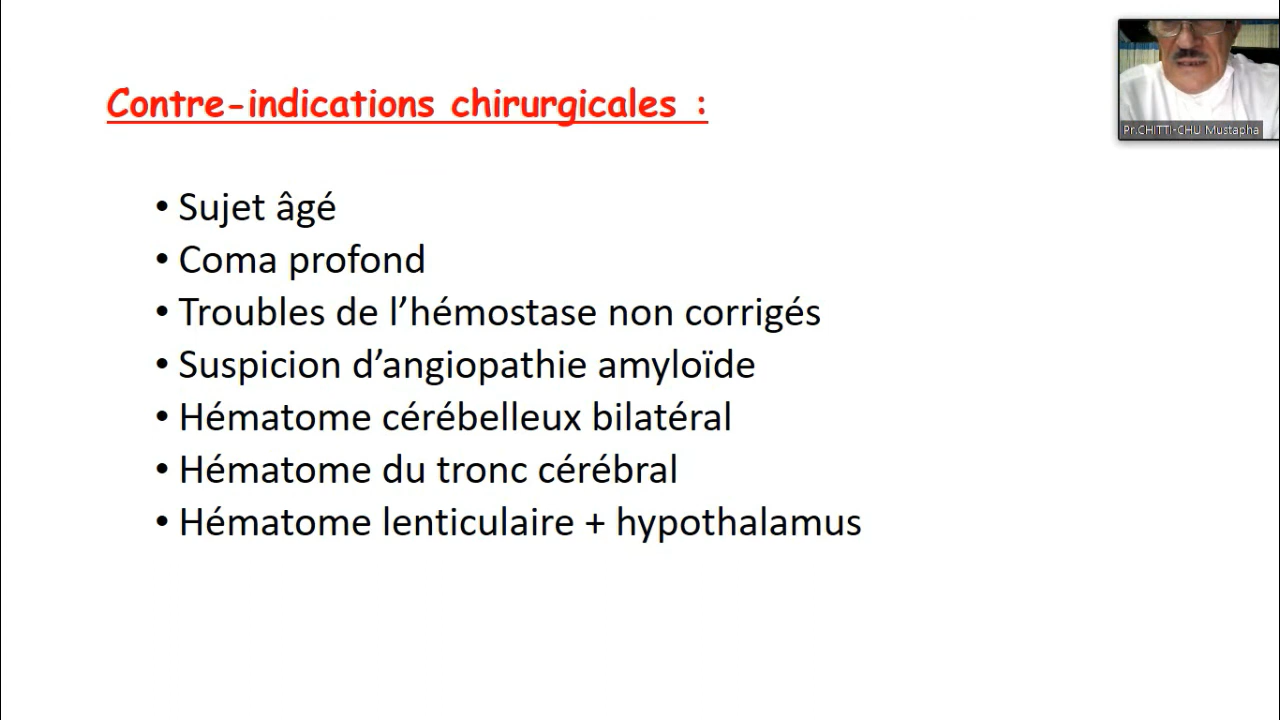 Contre-indications chirurgicales :
Pr.CHITTI-CHU Mustapha
• Sujet âgé
• Coma profond
• Troubles de l’hémostase non corrigés
• Suspicion d’angiopathie amyloïde
• Hématome cérébelleux bilatéral
• Hématome du tronc cérébral
• Hématome lenticulaire + hypothalamus